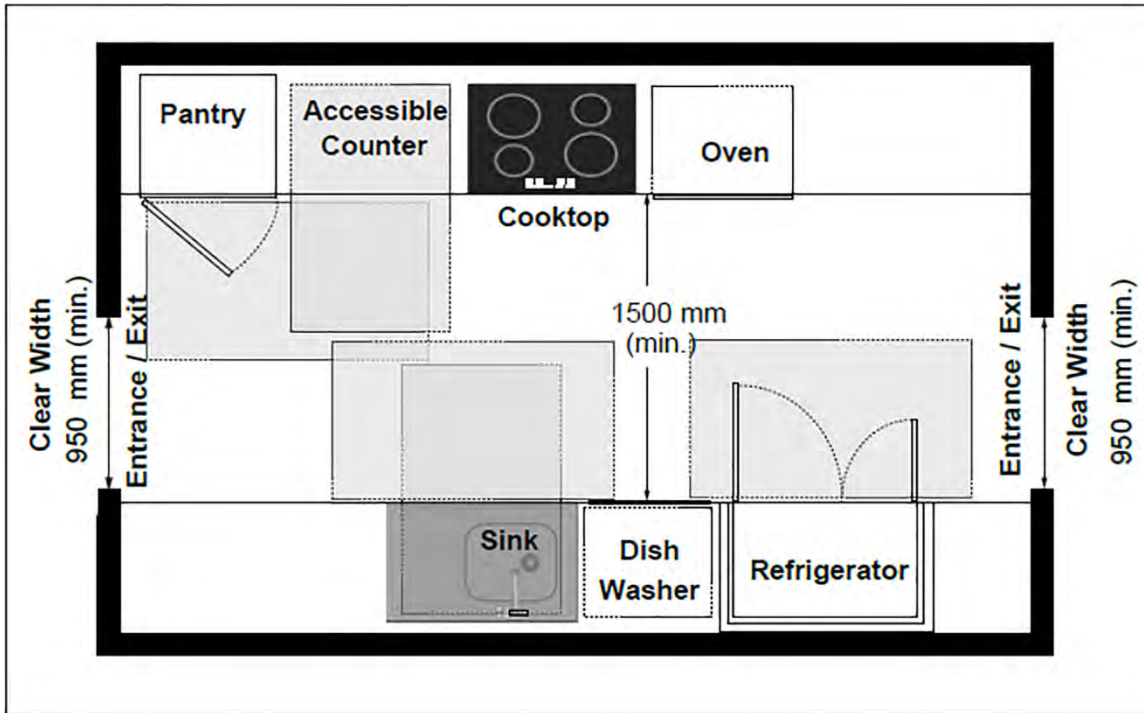 Pantry
Accessible
Counter
Oven
Cooktop
Clear Width
950 mm (min.)
Entrance / Exit
1500 mm
(min.)
Entrance / Exit
Clear Width
950 mm (min.)
Sink
Dish
Washer
Refrigerator